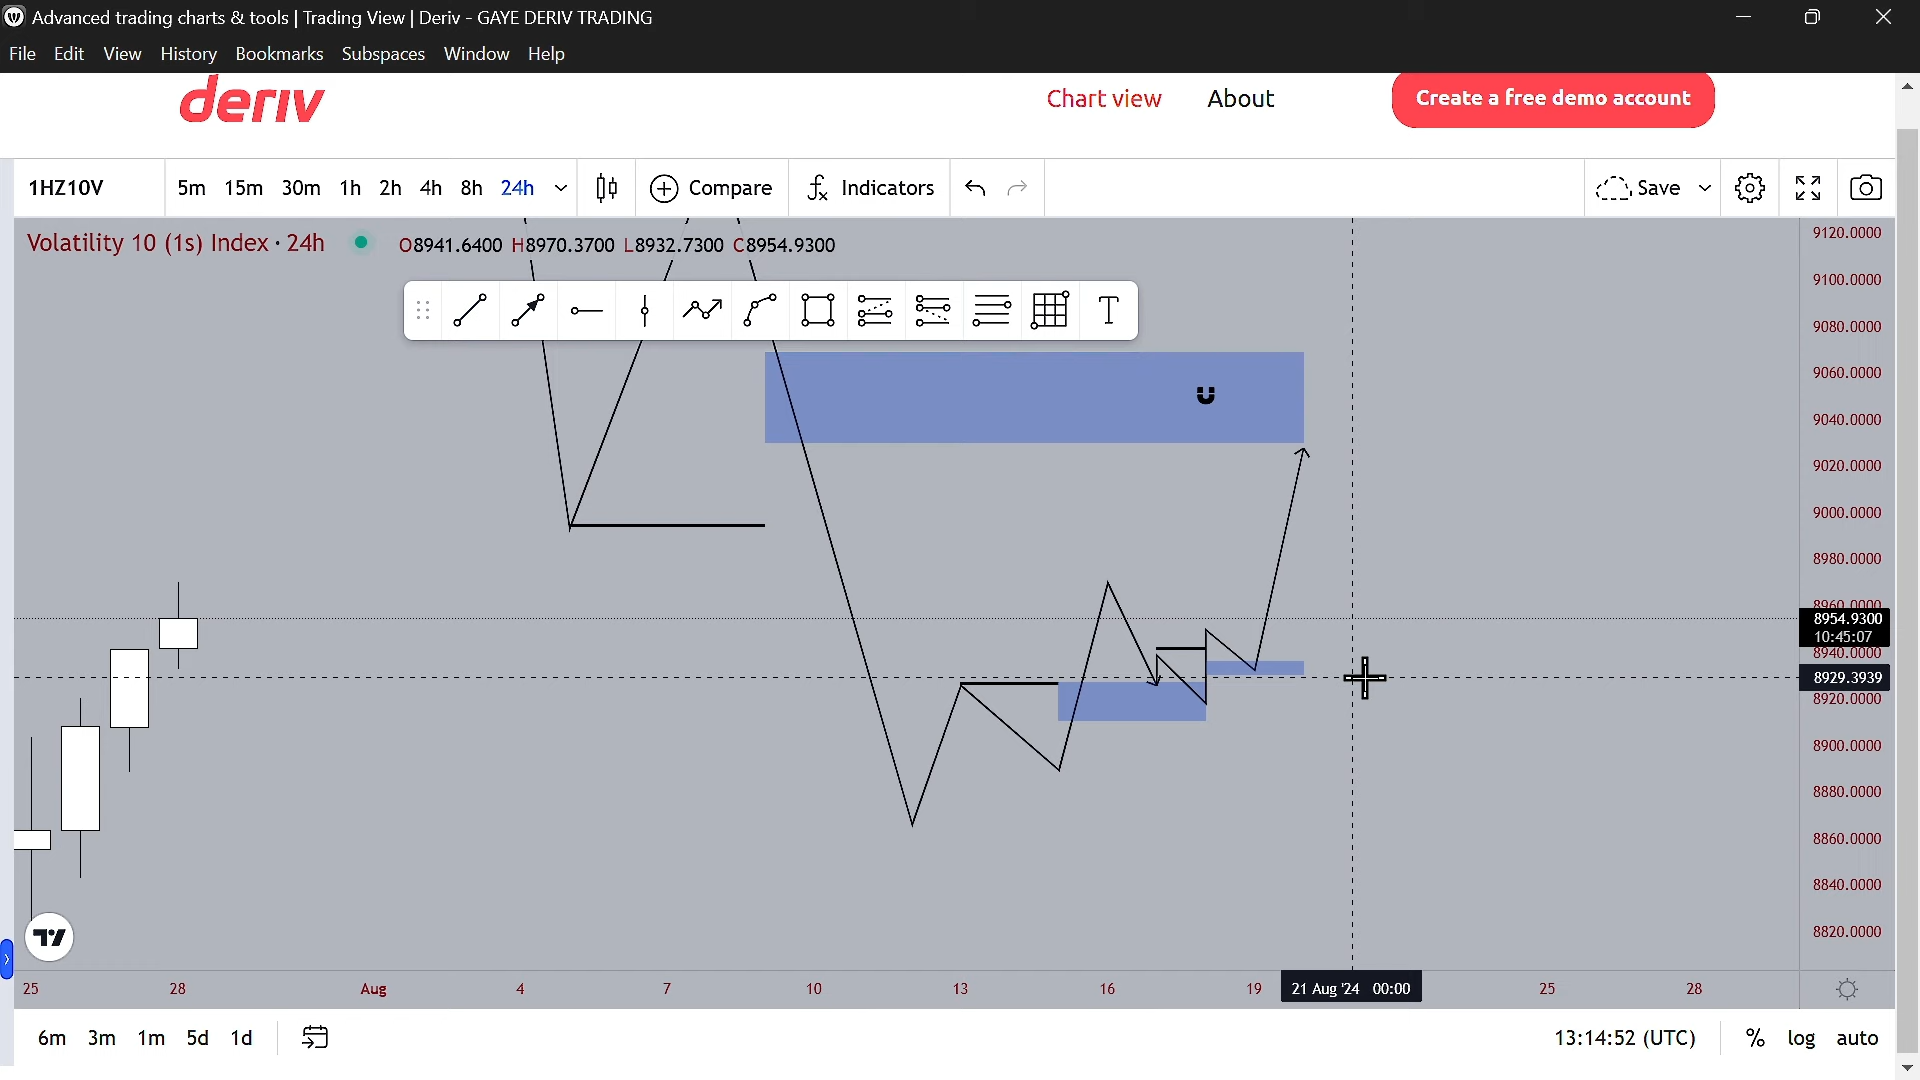 Advanced trading charts & tools | Trading View | Deriv - GAYE DERIV TRADING
File Edit View History Bookmarks Subspaces Window Help
deriv
Chart view About Create a free demo account
1HZ10V 5m 15m 30m 1h 2h 4h 8h 24h Compare Indicators Save
Volatility 10 (1s) Index · 24h O8941.6400 H8970.3700 L8932.7300 C8954.9300
9120.0000
9100.0000
9080.0000
9060.0000
9040.0000
9020.0000
9000.0000
8980.0000
8960.0000
8954.9300
10:45:07
8940.0000
8929.3939
8920.0000
8900.0000
8880.0000
8860.0000
8840.0000
8820.0000
25 28 Aug 4 7 10 13 16 19 21 Aug '24 00:00 25 28
6m 3m 1m 5d 1d 13:14:52 (UTC) % log auto